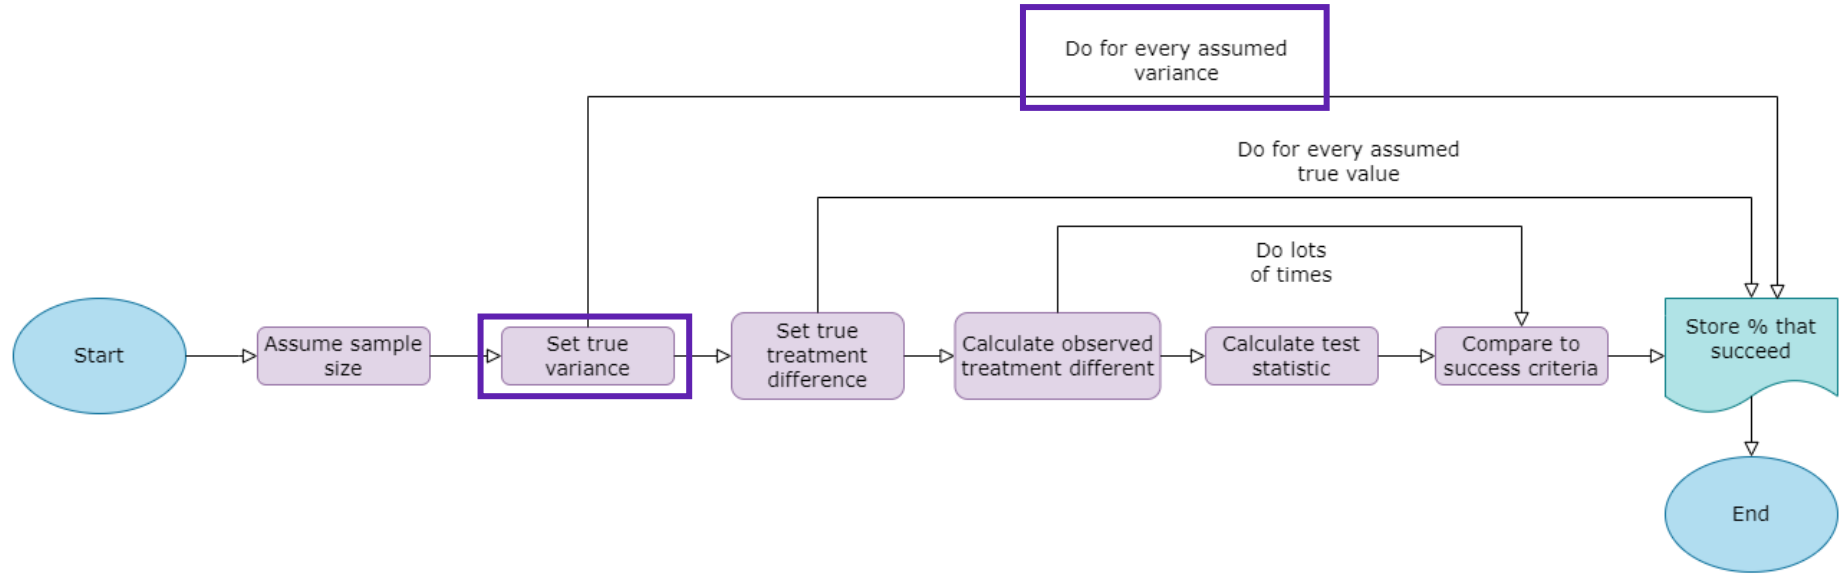 Do for every assumed
variance
Do for every assumed
true value
Do lots
of times
Start
Assume sample
size
Set true
variance
Set true
treatment
difference
Calculate observed
treatment different
Calculate test
statistic
Compare to
success criteria
Store % that
succeed
End